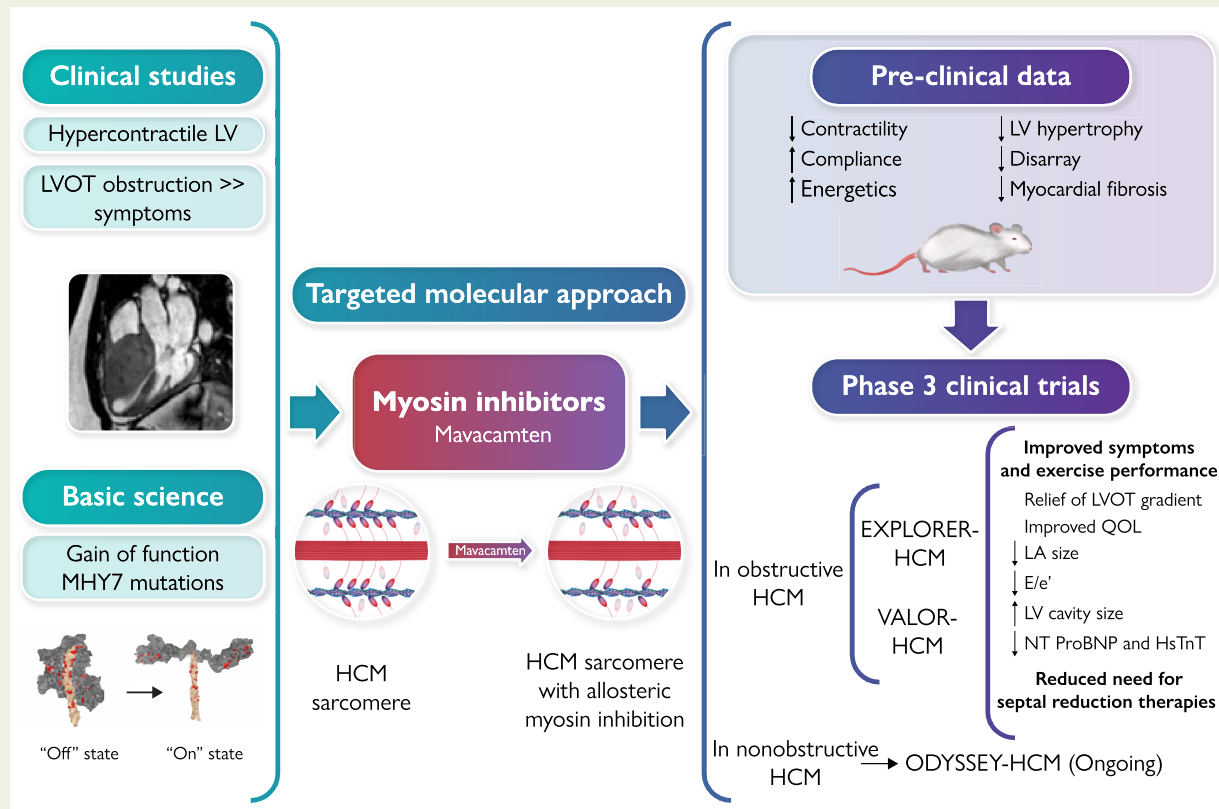 Clinical studies
Hypercontractile LV
LVOT obstruction >>
symptoms
Basic science
Gain of function
MHY7 mutations
"Off" state
"On" state
Targeted molecular approach
Myosin inhibitors
Mavacamten
Mavacamten
HCM
sarcomere
HCM sarcomere
with allosteric
myosin inhibition
Pre-clinical data
↓ Contractility
↑ Compliance
↑ Energetics
↓ LV hypertrophy
↓ Disarray
↓ Myocardial fibrosis
Phase 3 clinical trials
In obstructive
HCM
EXPLORER-
HCM
VALOR-
HCM
Improved symptoms
and exercise performance
Relief of LVOT gradient
Improved QOL
↓ LA size
↓ E/e'
↑ LV cavity size
↓ NT ProBNP and HsTnT
Reduced need for
septal reduction therapies
In nonobstructive
HCM
→ ODYSSEY-HCM (Ongoing)